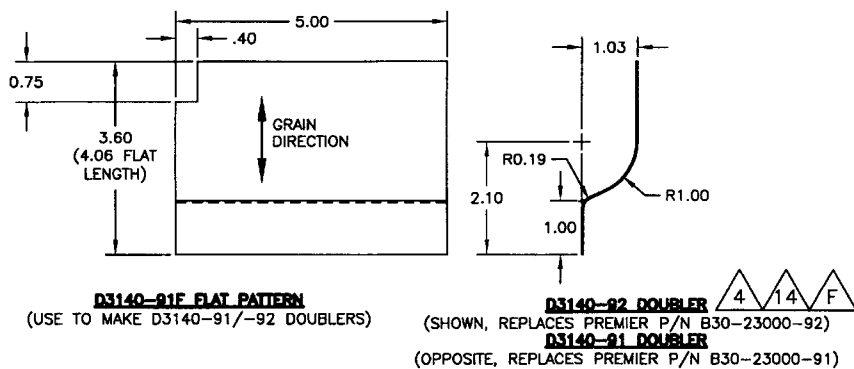 5.00
.40
1.03
0.75
GRAIN
DIRECTION
3.60
(4.06 FLAT
LENGTH)
R0.19
2.10
R1.00
1.00
D3140-91F FLAT PATTERN
(USE TO MAKE D3140-91/-92 DOUBLERS)
D3140-92 DOUBLER
4 14 F
(SHOWN, REPLACES PREMIER P/N B30-23000-92)
D3140-91 DOUBLER
(OPPOSITE, REPLACES PREMIER P/N B30-23000-91)